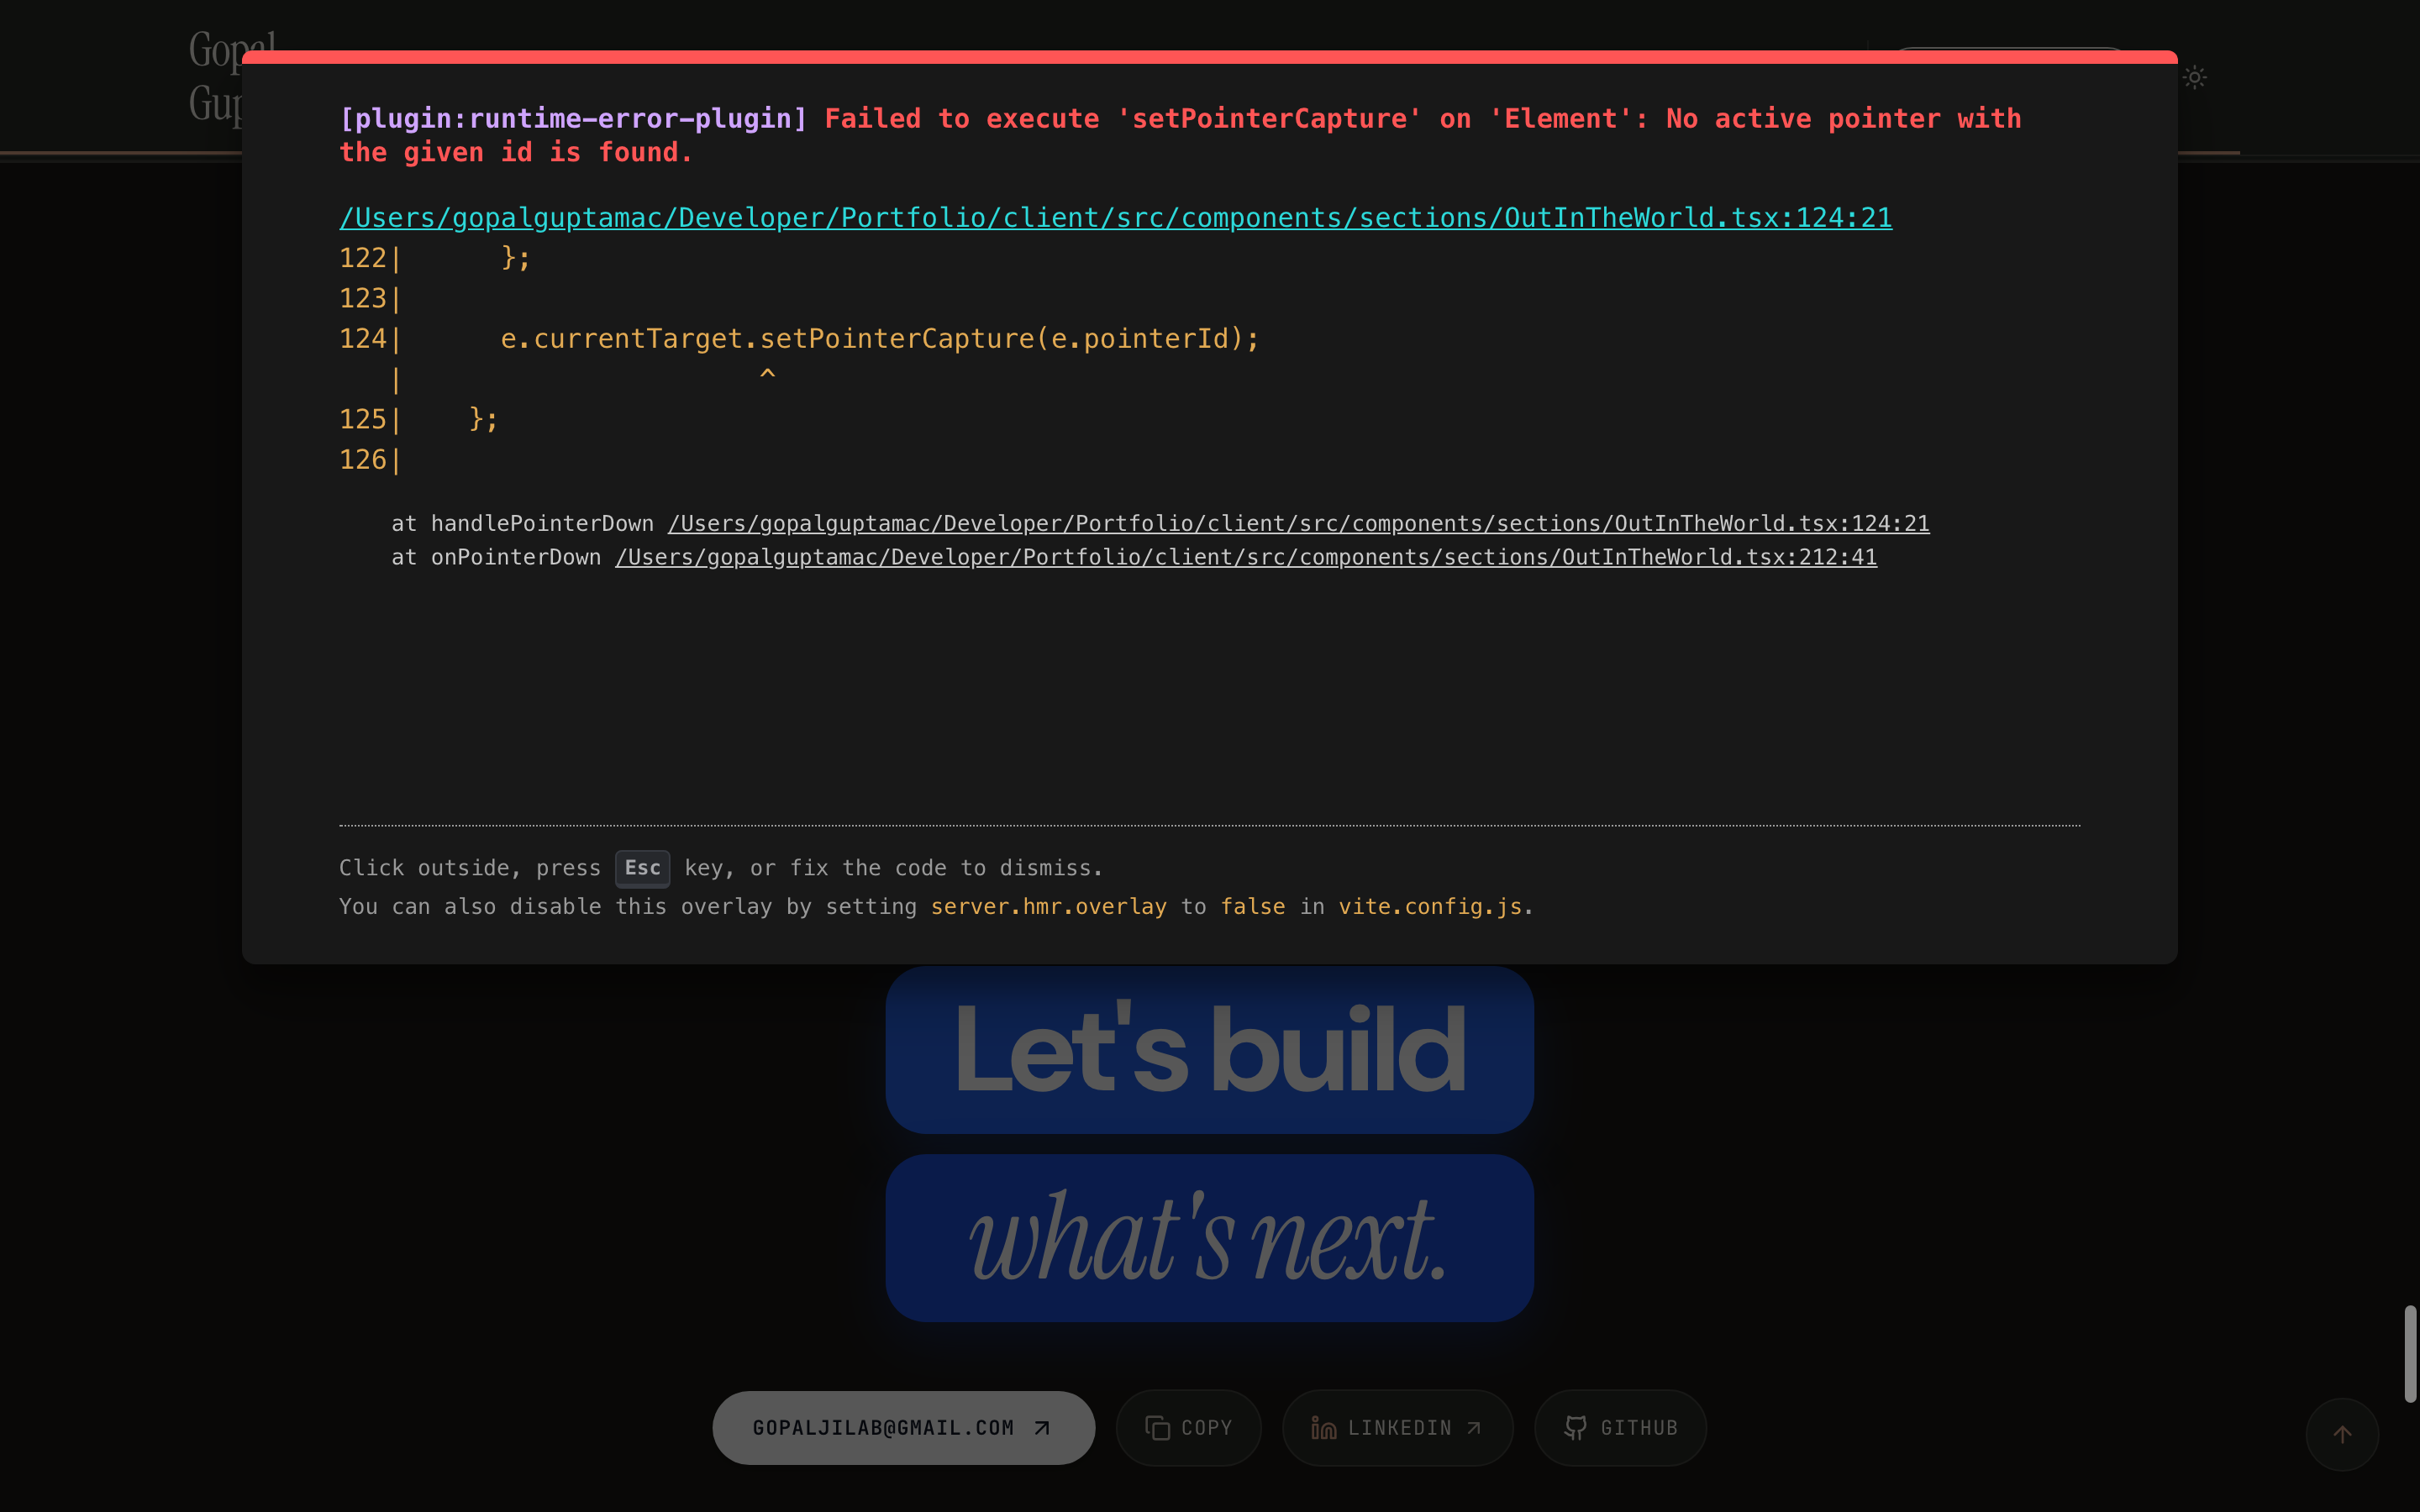 Gopal
Gup
[plugin:runtime-error-plugin] Failed to execute 'setPointerCapture' on 'Element': No active pointer with
the given id is found.
/Users/gopalguptamac/Developer/Portfolio/client/src/components/sections/OutInTheWorld.tsx:124:21
122|      };
123|
124|      e.currentTarget.setPointerCapture(e.pointerId);
   |                      ^
125|    };
126|
at handlePointerDown /Users/gopalguptamac/Developer/Portfolio/client/src/components/sections/OutInTheWorld.tsx:124:21
at onPointerDown /Users/gopalguptamac/Developer/Portfolio/client/src/components/sections/OutInTheWorld.tsx:212:41
Click outside, press Esc key, or fix the code to dismiss.
You can also disable this overlay by setting server.hmr.overlay to false in vite.config.js.
Let's build
what's next.
GOPALJILAB@GMAIL.COM COPY LINKEDIN GITHUB